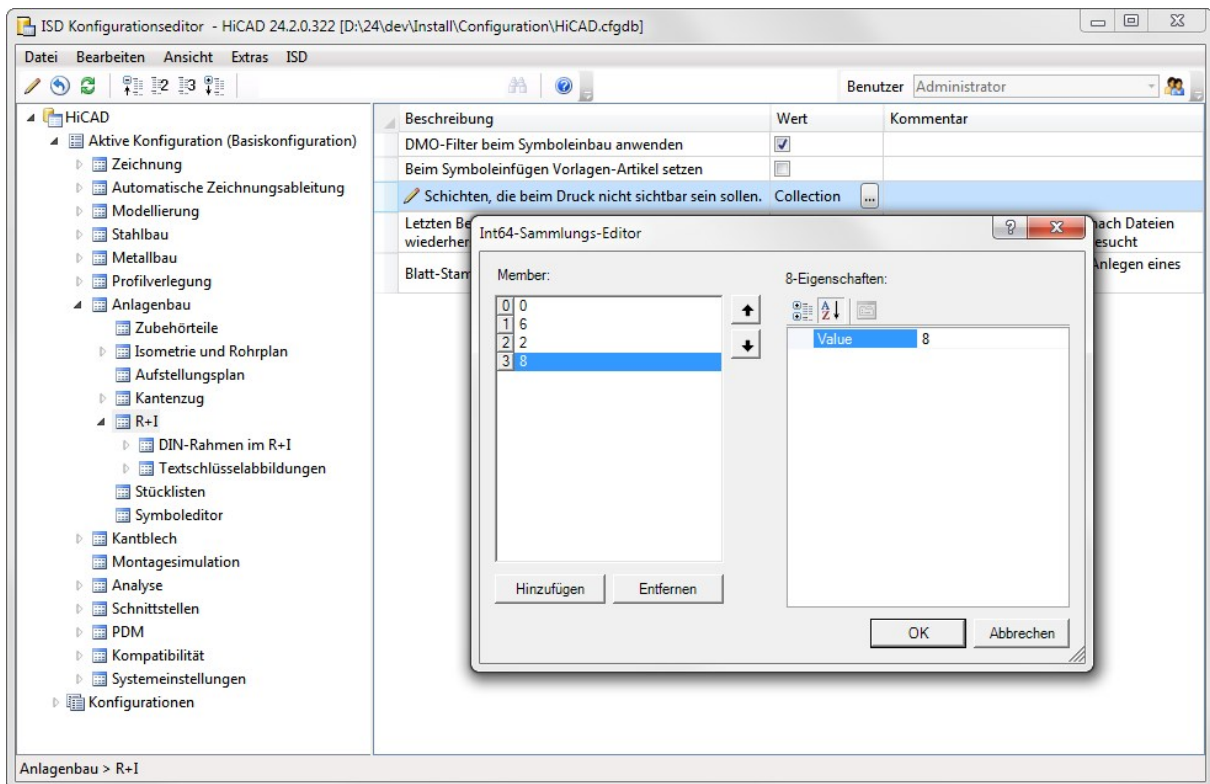 ISD Konfigurationseditor - HiCAD 24.2.0.322 [D:\24\dev\Install\Configuration\HiCAD.cfgdb]
Datei Bearbeiten Ansicht Extras ISD
Benutzer Administrator
HiCAD
Aktive Konfiguration (Basiskonfiguration)
Zeichnung
Automatische Zeichnungsableitung
Modellierung
Stahlbau
Metallbau
Profilverlegung
Anlagenbau
Zubehörteile
Isometrie und Rohrplan
Aufstellungsplan
Kantenzug
R+I
DIN-Rahmen im R+I
Textschlüsselabbildungen
Stücklisten
Symboleditor
Kantblech
Montagesimulation
Analyse
Schnittstellen
PDM
Kompatibilität
Systemeinstellungen
Konfigurationen
Beschreibung Wert Kommentar
DMO-Filter beim Symboleinbau anwenden
Beim Symboleinfügen Vorlagen-Artikel setzen
Schichten, die beim Druck nicht sichtbar sein sollen. Collection ...
Letzten Be
wiederher
nach Dateien
esucht
Blatt-Stam
Anlegen eines
Int64-Sammlungs-Editor
Member:
0 0
1 6
2 2
3 8
Hinzufügen Entfernen
8-Eigenschaften:
Value 8
OK Abbrechen
Anlagenbau > R+I